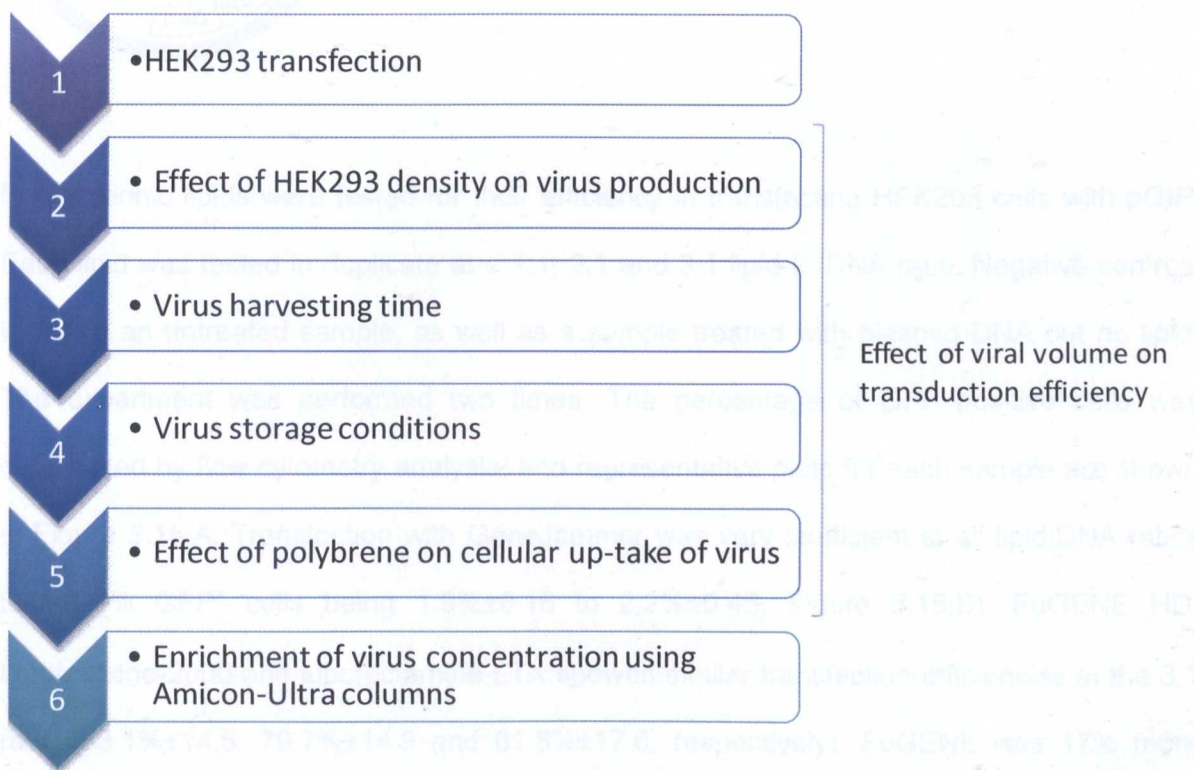 1
•HEK293 transfection
2
• Effect of HEK293 density on virus production
3
• Virus harvesting time
4
• Virus storage conditions
5
• Effect of polybrene on cellular up-take of virus
6
• Enrichment of virus concentration using
Amicon-Ultra columns
Effect of viral volume on
transduction efficiency